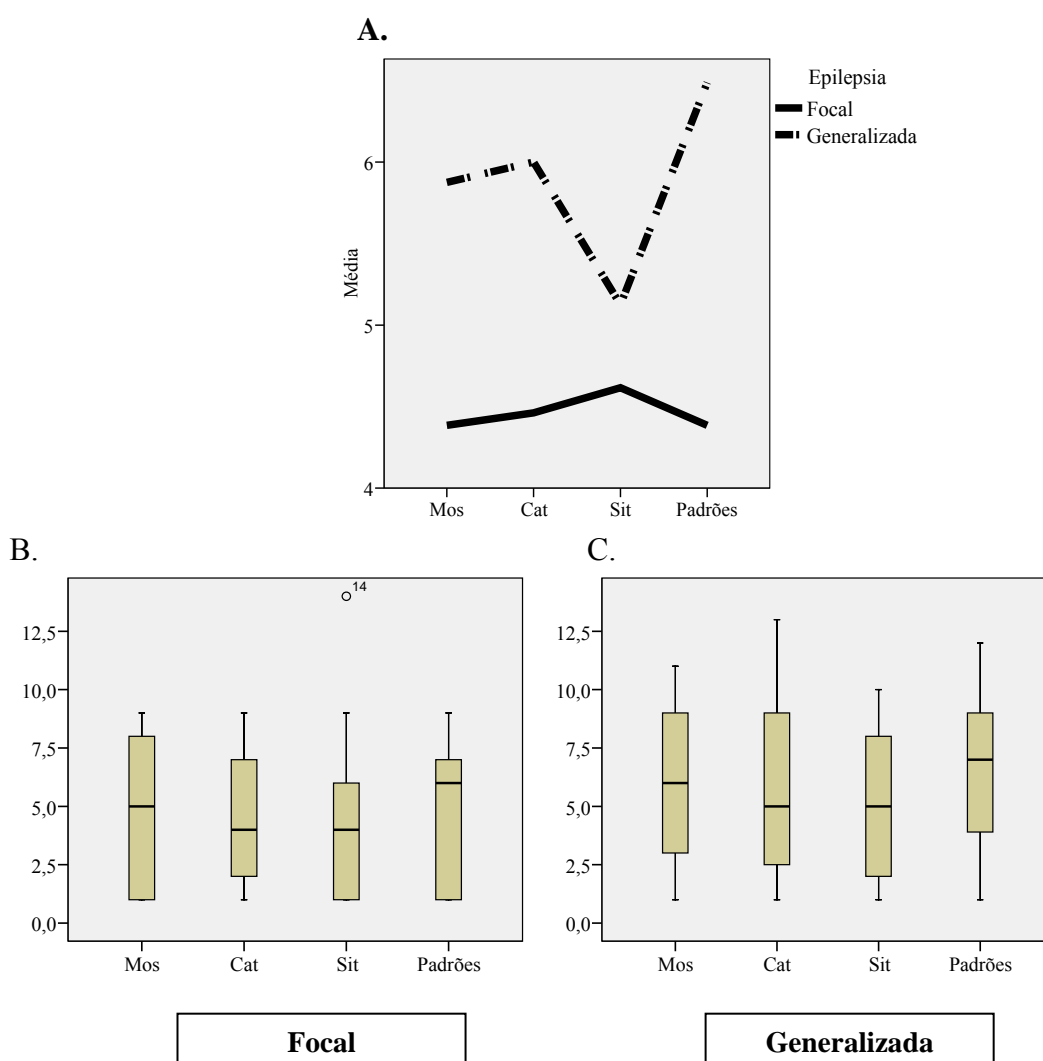 A.
Epilepsia
Focal
Generalizada
Média
6
5
4
Mos Cat Sit Padrões
B.
14
12,5
10,0
7,5
5,0
2,5
0,0
Mos Cat Sit Padrões
Focal
C.
12,5
10,0
7,5
5,0
2,5
0,0
Mos Cat Sit Padrões
Generalizada